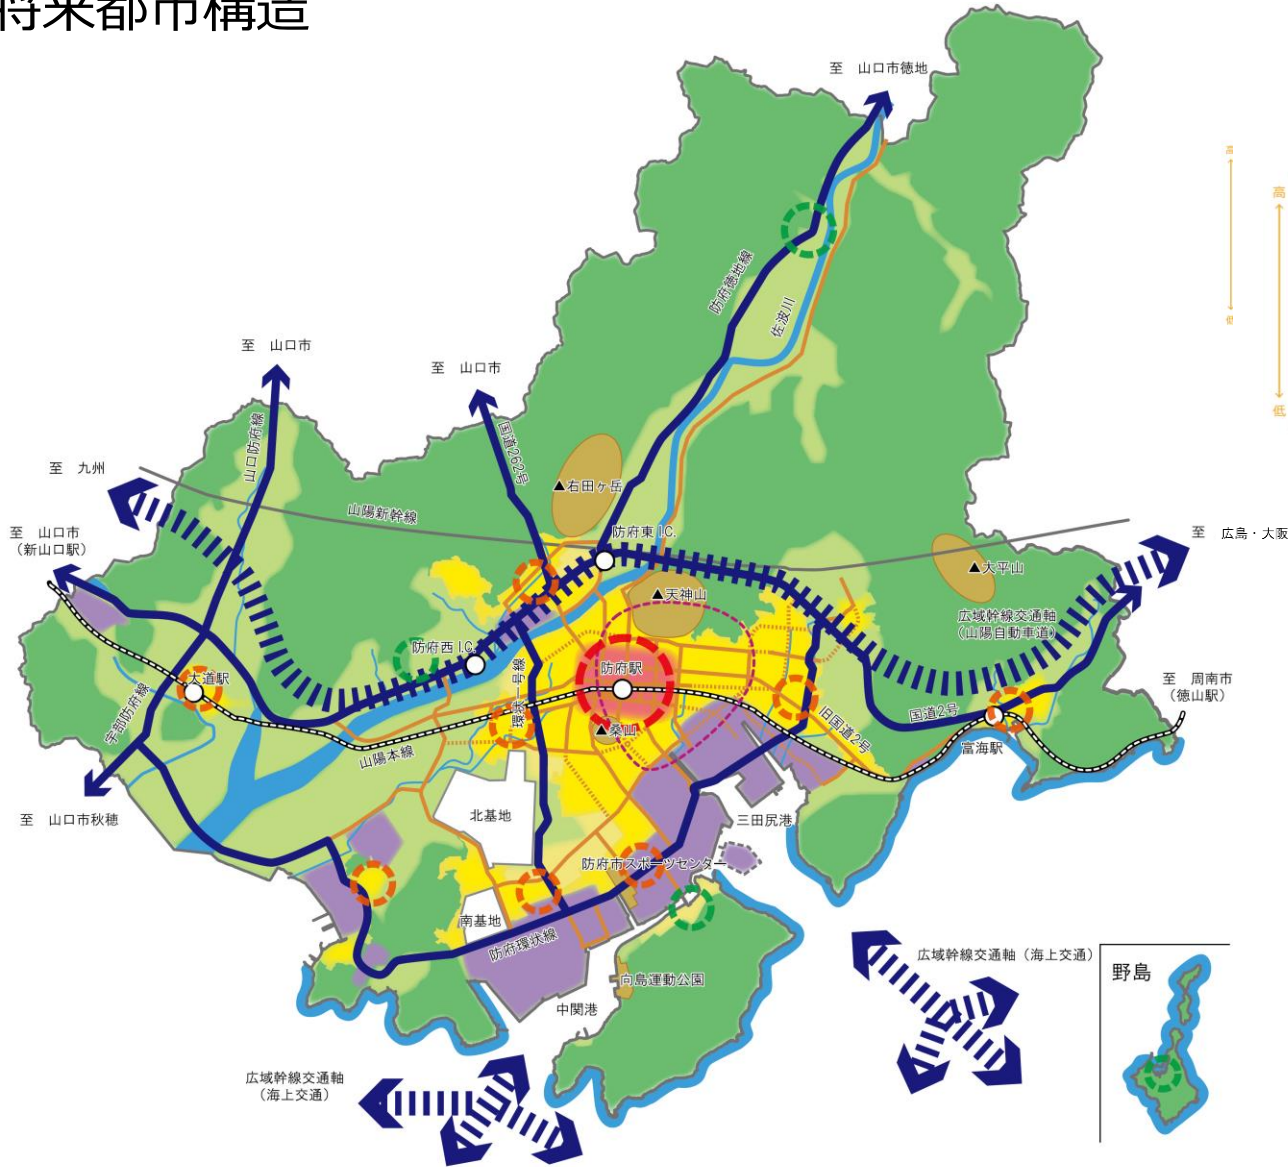 将来都市構造
至 山口市徳地
高
高
低
低
防府徳地線
佐波川
至 山口市
至 山口市
山口防府線
国道262号
至 九州
山陽新幹線
▲右田ヶ岳
至 山口市
(新山口駅)
防府東 I.C.
至 広島・大阪
▲大平山
▲天神山
広域幹線交通軸
(山陽自動車道)
防府西 I.C.
大道駅
防府駅
環状一号線
至 周南市
(徳山駅)
宇部防府線
国道2号
旧国道2号
▲桑山
富海駅
山陽本線
至 山口市秋穂
北基地
三田尻港
防府市スポーツセンター
南基地
防府環状線
向島運動公園
中関港
広域幹線交通軸(海上交通)
野島
広域幹線交通軸
(海上交通)